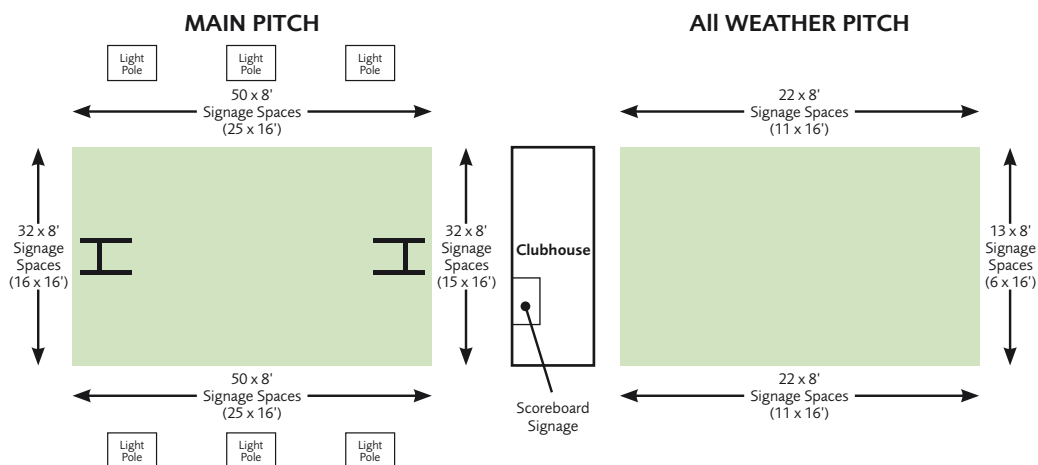 MAIN PITCH
All WEATHER PITCH
Light
Pole
Light
Pole
Light
Pole
50 x 8'
Signage Spaces
(25 x 16')
22 x 8'
Signage Spaces
(11 x 16')
32 x 8'
Signage
Spaces
(16 x 16')
32 x 8'
Signage
Spaces
(15 x 16')
Clubhouse
13 x 8'
Signage
Spaces
(6 x 16')
50 x 8'
Signage Spaces
(25 x 16')
Scoreboard
Signage
22 x 8'
Signage Spaces
(11 x 16')
Light
Pole
Light
Pole
Light
Pole